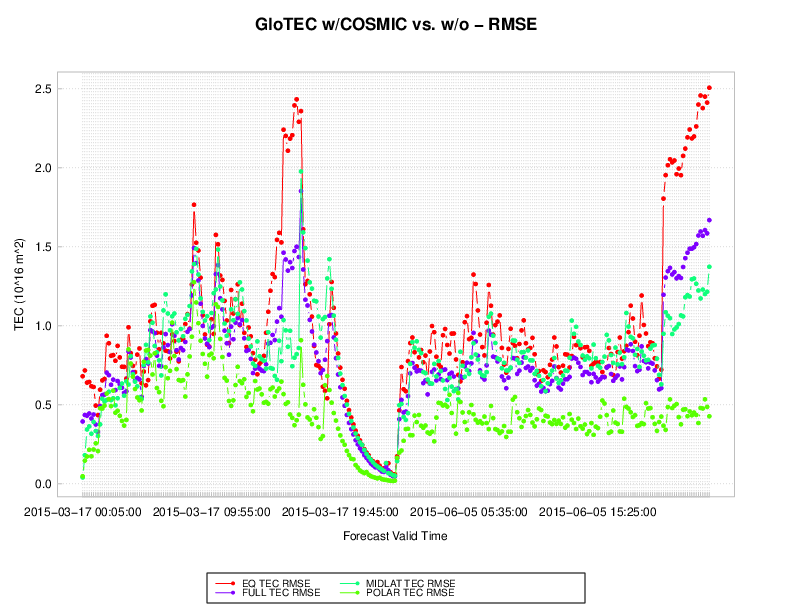 GloTEC w/COSMIC vs. w/o − RMSE
2.5
2.0
1.5
1.0
0.5
0.0
TEC (10^16 m^2)
2015-03-17 00:05:00 2015-03-17 09:55:00 2015-03-17 19:45:00 2015-06-05 05:35:00 2015-06-05 15:25:00
Forecast Valid Time
EQ TEC RMSE MIDLAT TEC RMSE
FULL TEC RMSE POLAR TEC RMSE